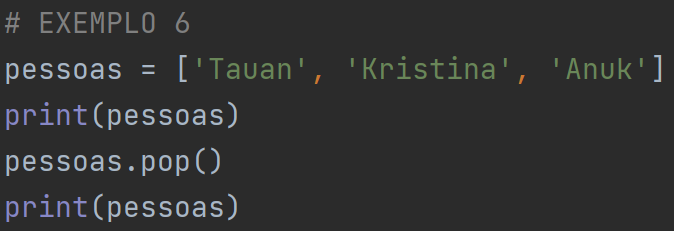 # EXEMPLO 6
pessoas = ['Tauan', 'Kristina', 'Anuk']
print(pessoas)
pessoas.pop()
print(pessoas)